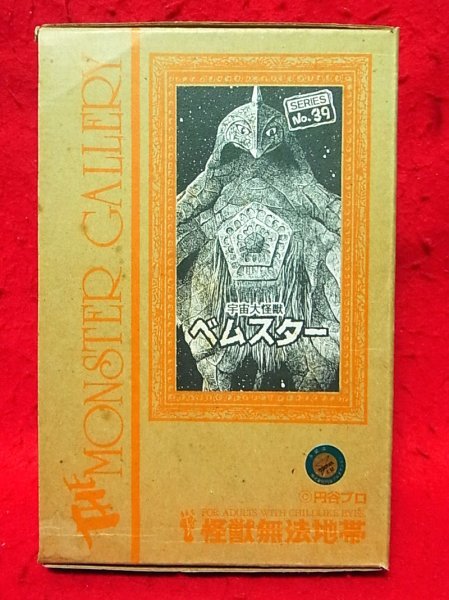 THE MONSTER GALLERY
SERIES
No.39
宇宙大怪獣
ベムスター
©円谷プロ
FOR ADULTS WITH CHILDLIKE EYES
怪獣無法地帯